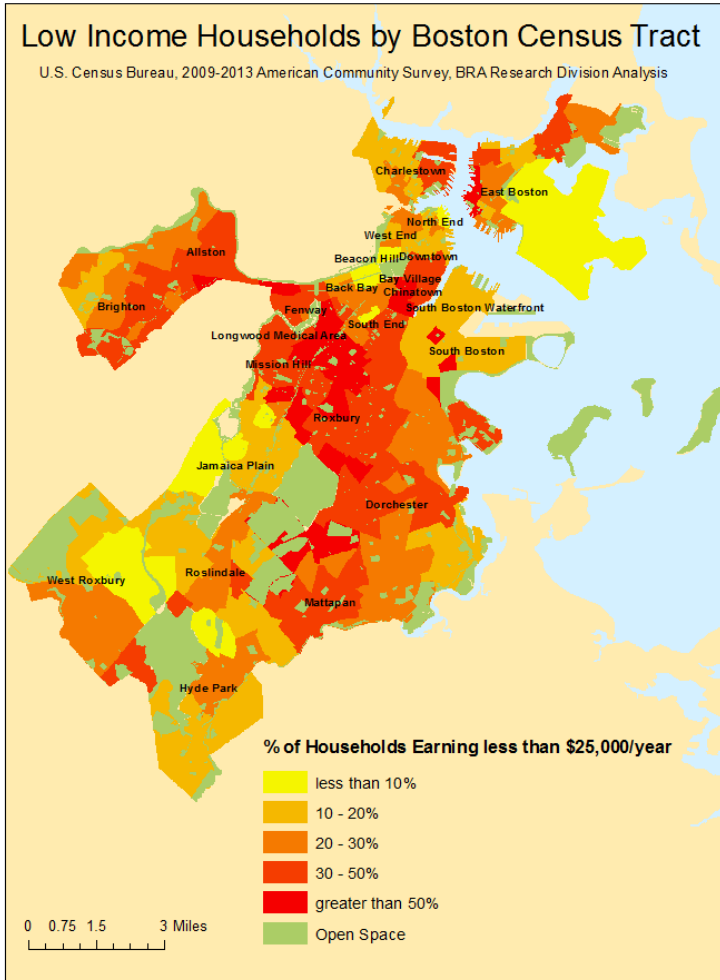 Low Income Households by Boston Census Tract
U.S. Census Bureau, 2009-2013 American Community Survey, BRA Research Division Analysis
Charlestown
East Boston
North End
West End
Allston
Beacon Hill
Downtown
Bay Village
Back Bay
Chinatown
Brighton
Fenway
South Boston Waterfront
South End
Longwood Medical Area
South Boston
Mission Hill
Roxbury
Jamaica Plain
Dorchester
West Roxbury
Roslindale
Mattapan
Hyde Park
% of Households Earning less than $25,000/year
less than 10%
10 - 20%
20 - 30%
30 - 50%
greater than 50%
Open Space
0 0.75 1.5 3 Miles